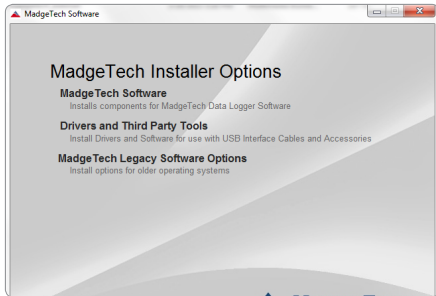 MadgeTech Software
MadgeTech Installer Options
MadgeTech Software
Installs components for MadgeTech Data Logger Software
Drivers and Third Party Tools
Install Drivers and Software for use with USB Interface Cables and Accessories
MadgeTech Legacy Software Options
Install options for older operating systems